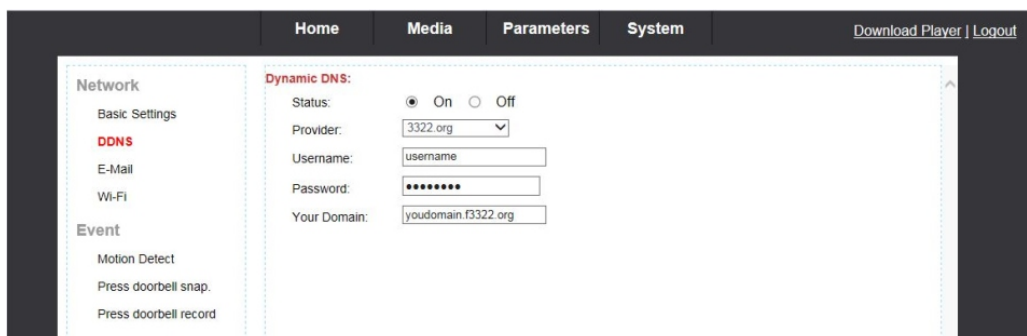 Home Media Parameters System Download Player | Logout
Network
Basic Settings
DDNS
E-Mail
Wi-Fi
Event
Motion Detect
Press doorbell snap.
Press doorbell record
Dynamic DNS:
Status: On Off
Provider: 3322.org
Username: username
Password: ••••••••
Your Domain: youdomain.f3322.org